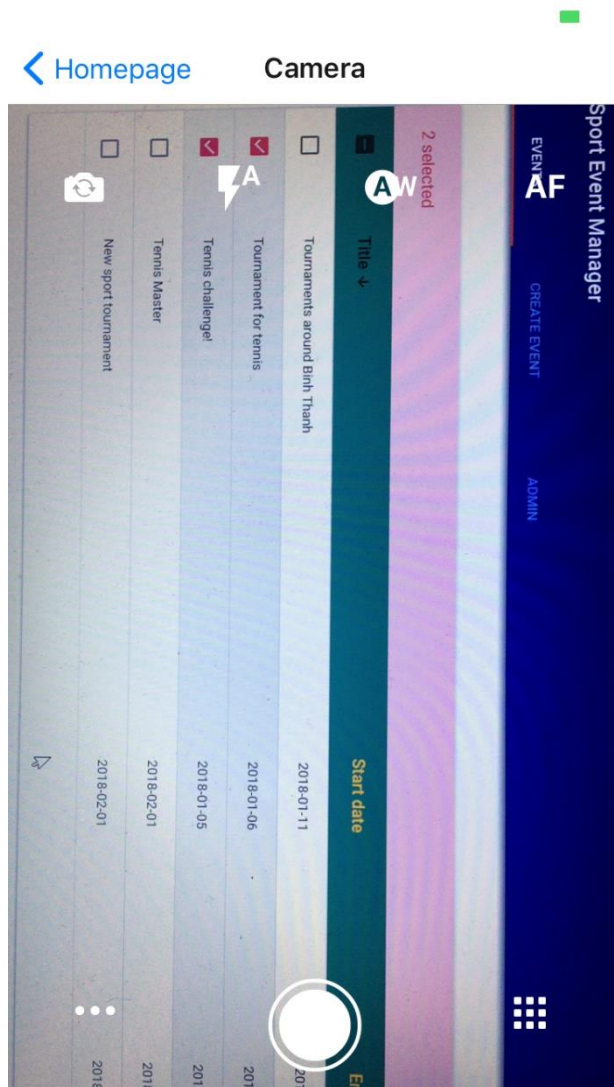 Homepage
Camera
A
A W
AF
Sport Event Manager
CREATE EVENT
ADMIN
2 selected
Title ↓ Start date
Tournaments around Binh Thanh 2018-01-11
Tournament for tennis 2018-01-06
Tennis challenge! 2018-01-05
Tennis Master 2018-02-01
New sport tournament 2018-02-01